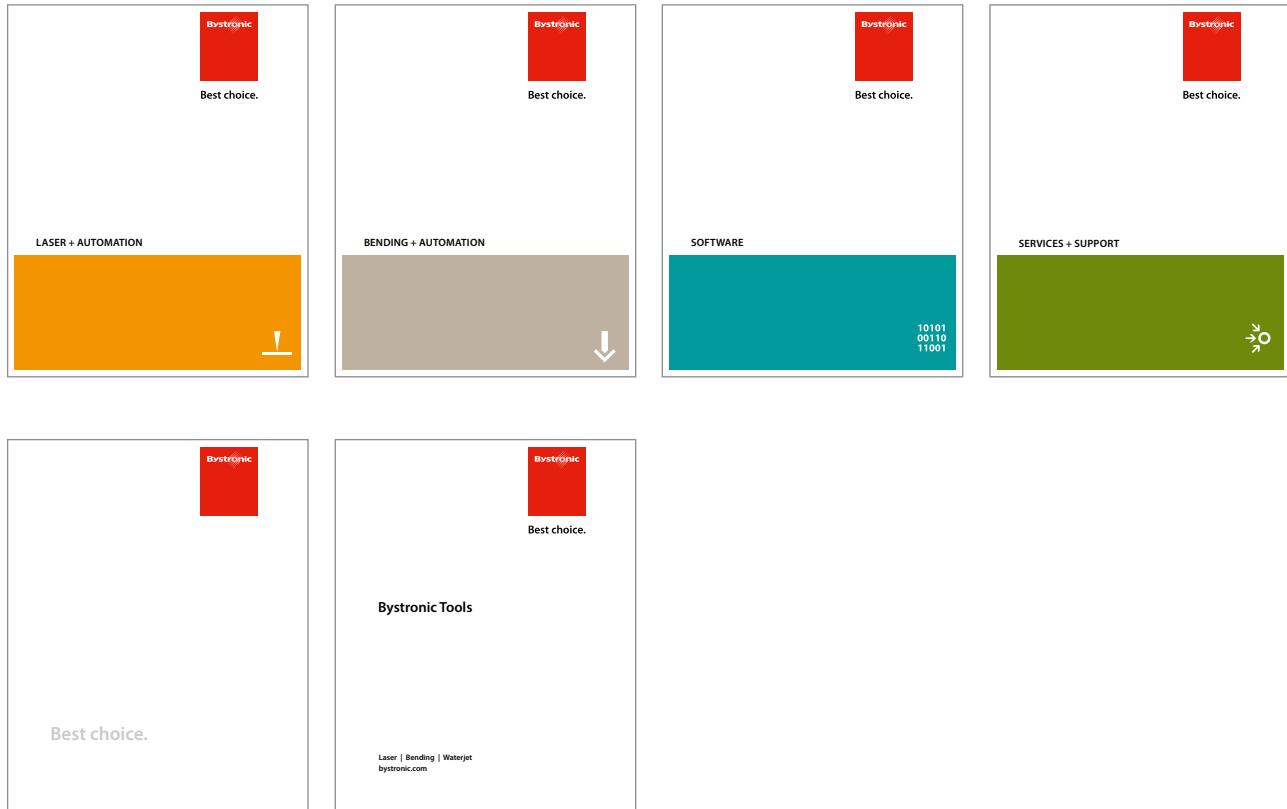 Bystronic
Best choice.
LASER + AUTOMATION
Bystronic
Best choice.
BENDING + AUTOMATION
Bystronic
Best choice.
SOFTWARE
10101
00110
11001
Bystronic
Best choice.
SERVICES + SUPPORT
Bystronic
Best choice.
Bystronic
Best choice.
Bystronic Tools
Laser | Bending | Waterjet
bystronic.com